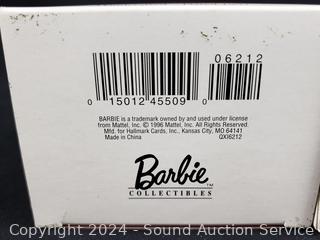 06212
0 15012 45509 0
BARBIE is a trademark owned by and used under license
from Mattel, Inc. © 1996 Mattel, Inc. All Rights Reserved.
Mfd. for Hallmark Cards, Inc., Kansas City, MO 64141
Made in China QXI6212
Barbie™
COLLECTIBLES
Copyright 2024 - Sound Auction Service